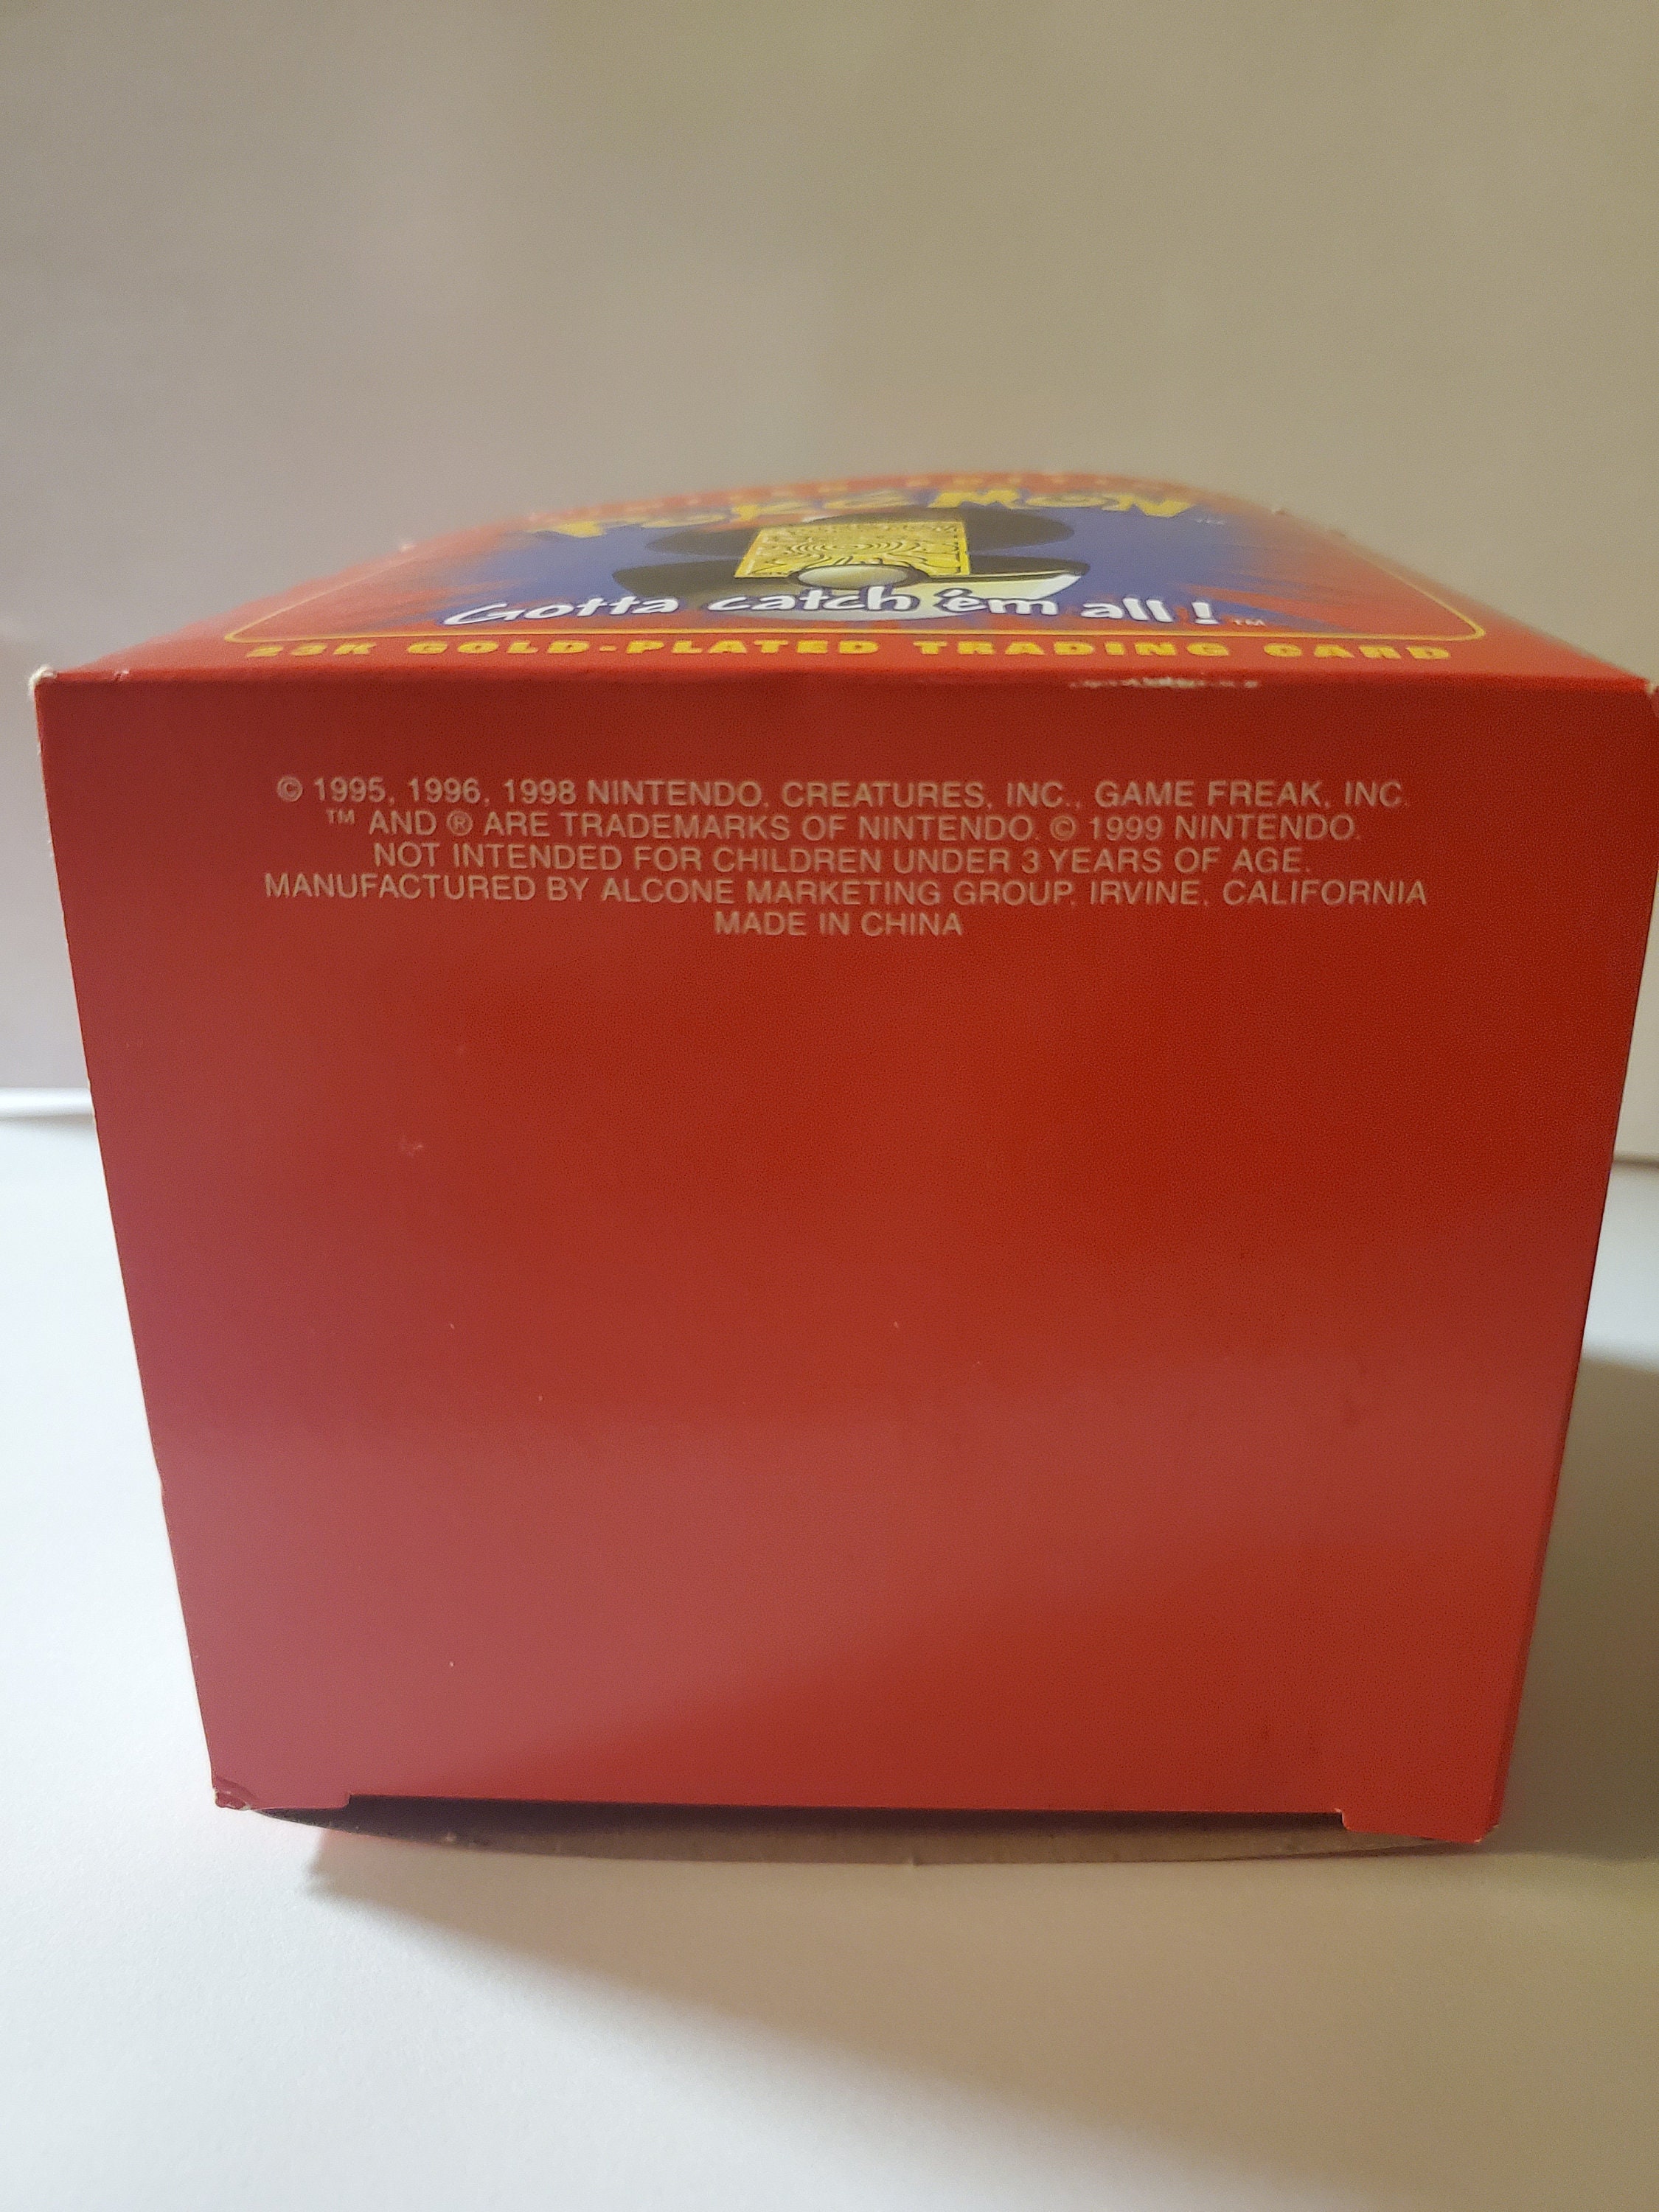 POKéMON™
Gotta catch 'em all!™
23K GOLD-PLATED TRADING CARD
© 1995, 1996, 1998 NINTENDO, CREATURES, INC., GAME FREAK, INC.
™ AND ® ARE TRADEMARKS OF NINTENDO. © 1999 NINTENDO.
NOT INTENDED FOR CHILDREN UNDER 3 YEARS OF AGE.
MANUFACTURED BY ALCONE MARKETING GROUP, IRVINE, CALIFORNIA
MADE IN CHINA